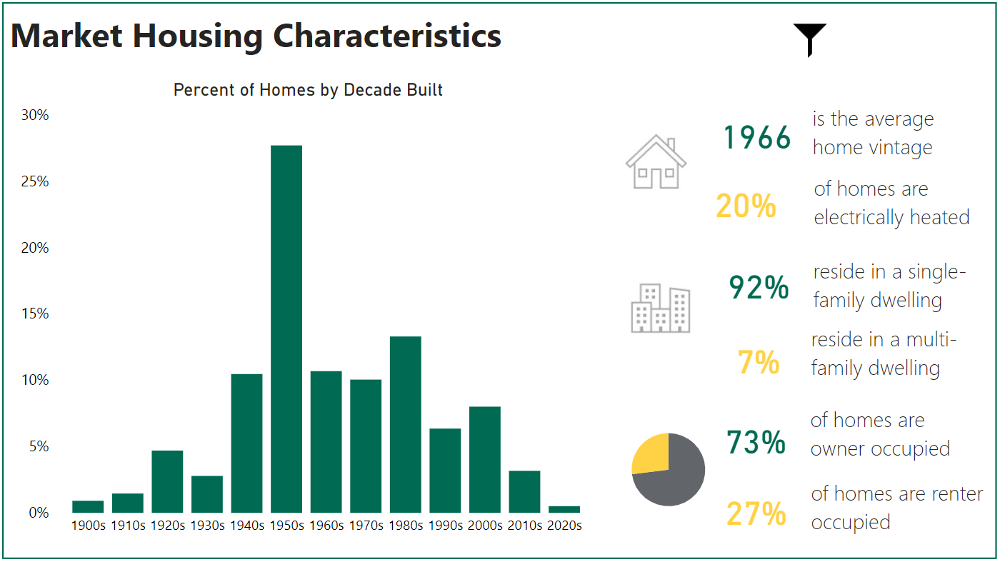 Market Housing Characteristics
Percent of Homes by Decade Built
30%
25%
20%
15%
10%
5%
0%
1900s 1910s 1920s 1930s 1940s 1950s 1960s 1970s 1980s 1990s 2000s 2010s 2020s
1966
is the average
home vintage
20%
of homes are
electrically heated
92%
reside in a single-
family dwelling
7%
reside in a multi-
family dwelling
73%
of homes are
owner occupied
27%
of homes are renter
occupied